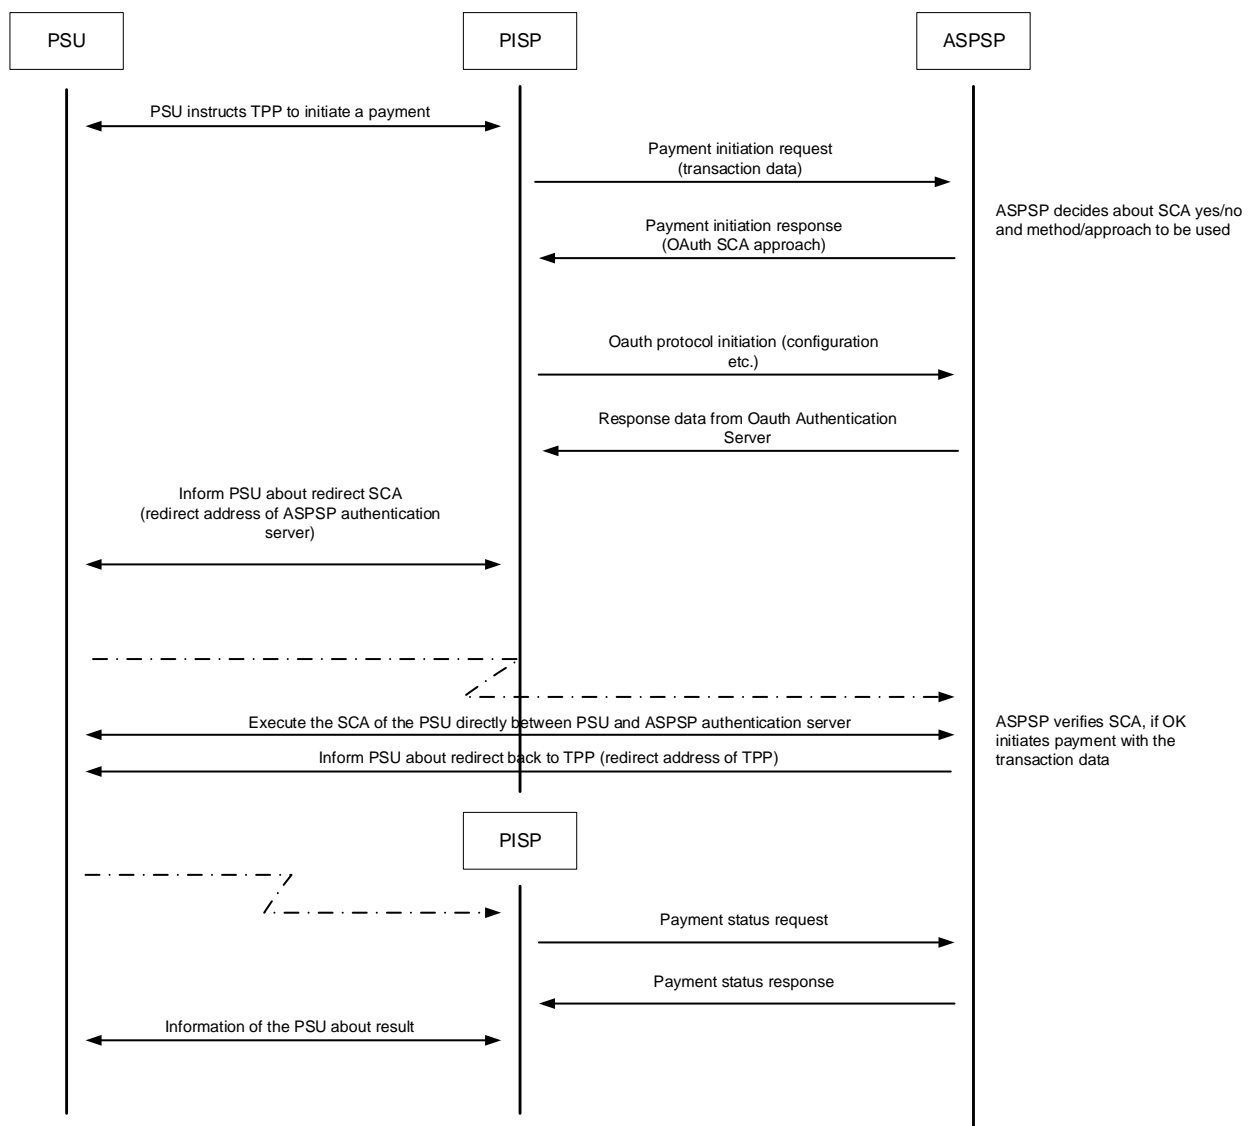 PSU
PISP
ASPSP
PSU instructs TPP to initiate a payment
Payment initiation request
(transaction data)
ASPSP decides about SCA yes/no
and method/approach to be used
Payment initiation response
(OAuth SCA approach)
Oauth protocol initiation (configuration
etc.)
Response data from Oauth Authentication
Server
Inform PSU about redirect SCA
(redirect address of ASPSP authentication
server)
Execute the SCA of the PSU directly between PSU and ASPSP authentication server
ASPSP verifies SCA, if OK
initiates payment with the
transaction data
Inform PSU about redirect back to TPP (redirect address of TPP)
PISP
Payment status request
Payment status response
Information of the PSU about result